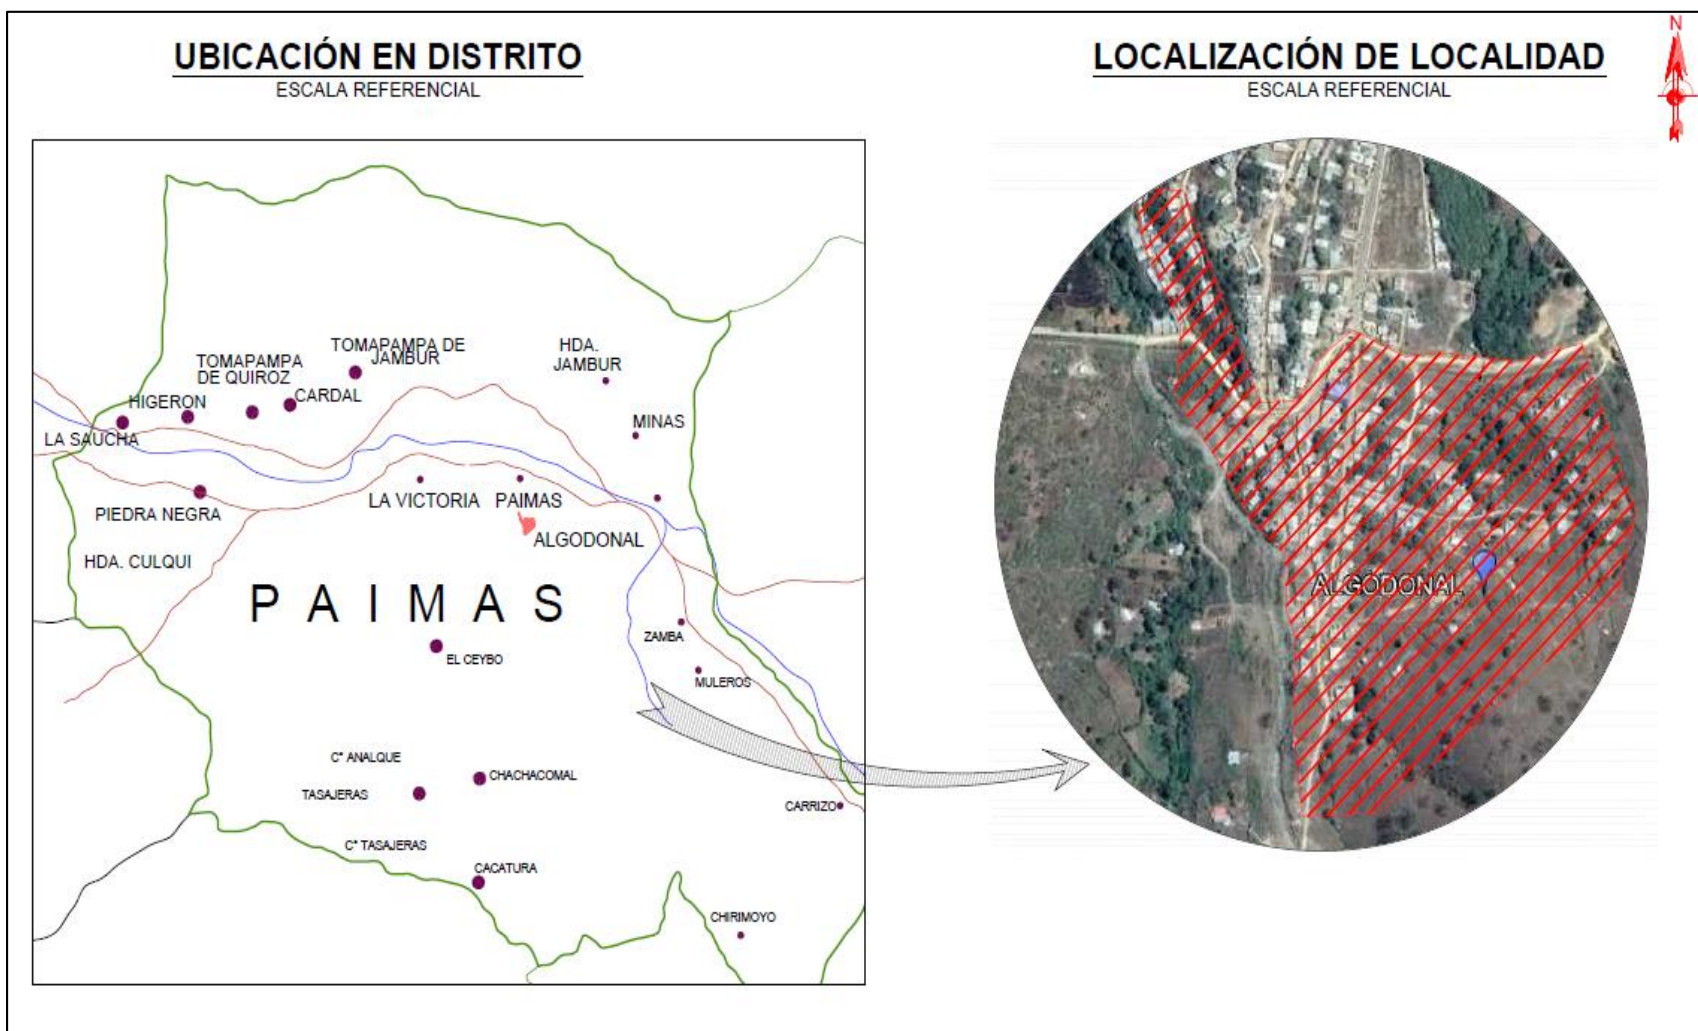 UBICACIÓN EN DISTRITO
ESCALA REFERENCIAL
LOCALIZACIÓN DE LOCALIDAD
ESCALA REFERENCIAL
N
TOMAPAMPA DE
JAMBUR
HDA.
JAMBUR
TOMAPAMPA
DE QUIROZ
CARDAL
HIGERON
MINAS
LA SAUCHA
LA VICTORIA
PAIMAS
PIEDRA NEGRA
ALGODONAL
HDA. CULQUI
PAIMAS
ZAMBA
EL CEYBO
MULEROS
C° ANALQUE
CHACHACOMAL
TASAJERAS
CARRIZO
C° TASAJERAS
CACATURA
CHIRIMOYO
ALGODONAL